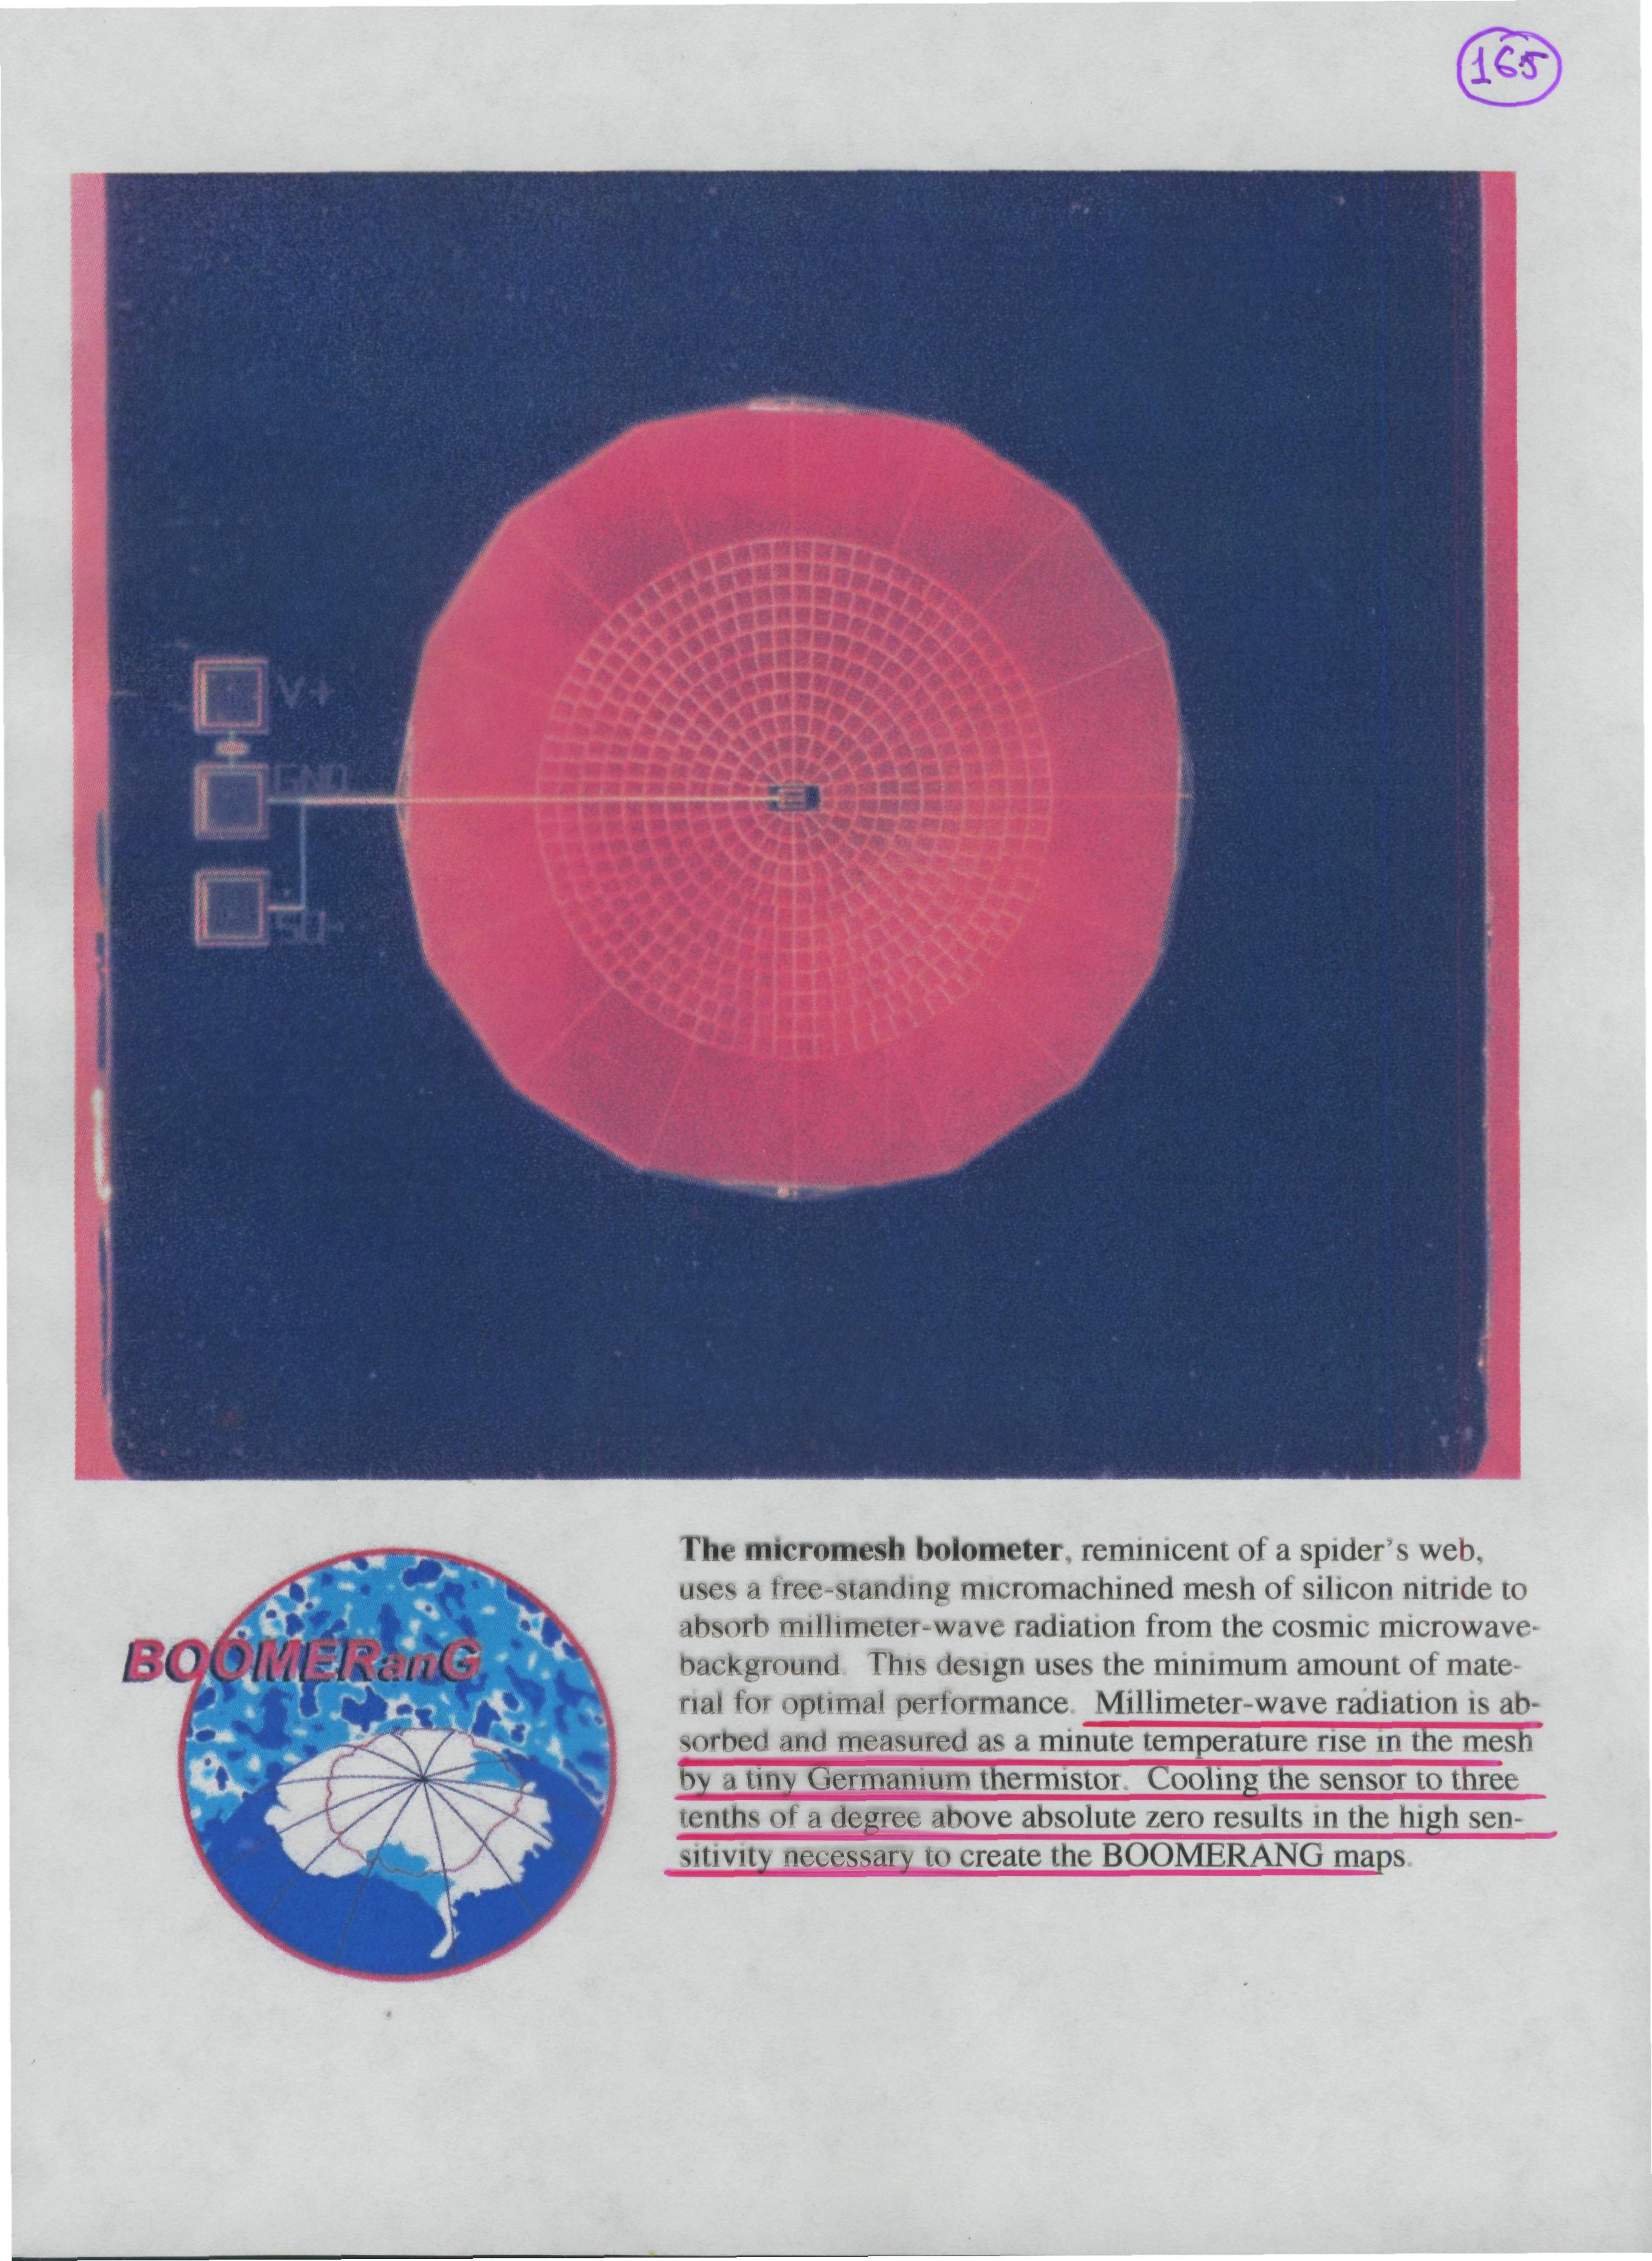 165
V+
GND
The micromesh bolometer, reminicent of a spider's web,
uses a free-standing micromachined mesh of silicon nitride to
absorb millimeter-wave radiation from the cosmic microwave-
background. This design uses the minimum amount of mate-
rial for optimal performance. Millimeter-wave radiation is ab-
sorbed and measured as a minute temperature rise in the mesh
by a tiny Germanium thermistor. Cooling the sensor to three
tenths of a degree above absolute zero results in the high sen-
sitivity necessary to create the BOOMERANG maps.
BOOMERanG